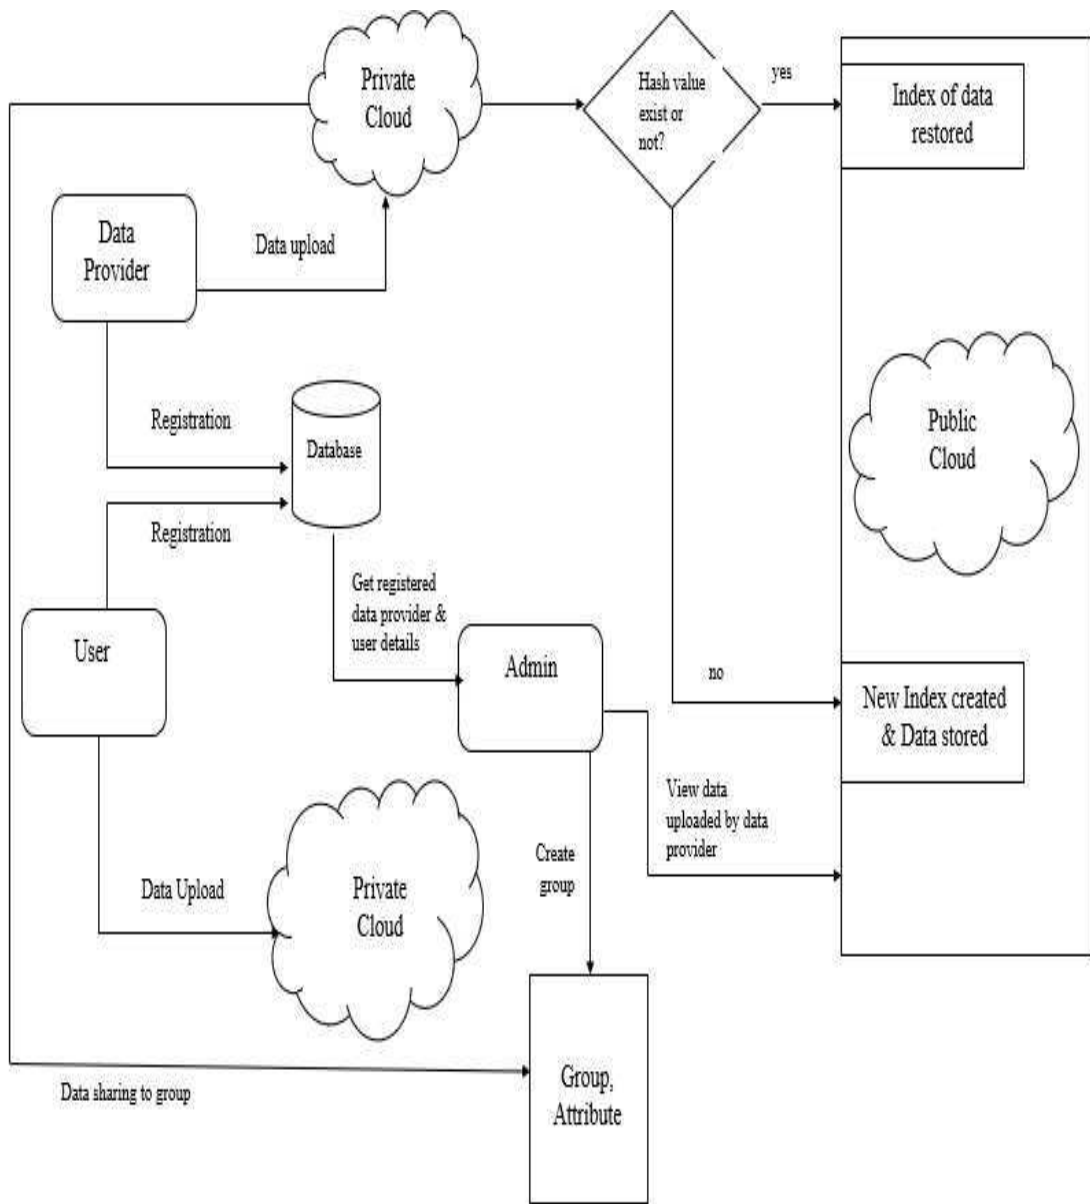 Private
Cloud
Hash value
exist or
not?
yes
Index of data
restored
Data
Provider
Data upload
Registration
Database
Public
Cloud
Registration
Get registered
data provider &
user details
User
Admin
no
New Index created
& Data stored
View data
uploaded by data
provider
Create
group
Data Upload
Private
Cloud
Group,
Attribute
Data sharing to group